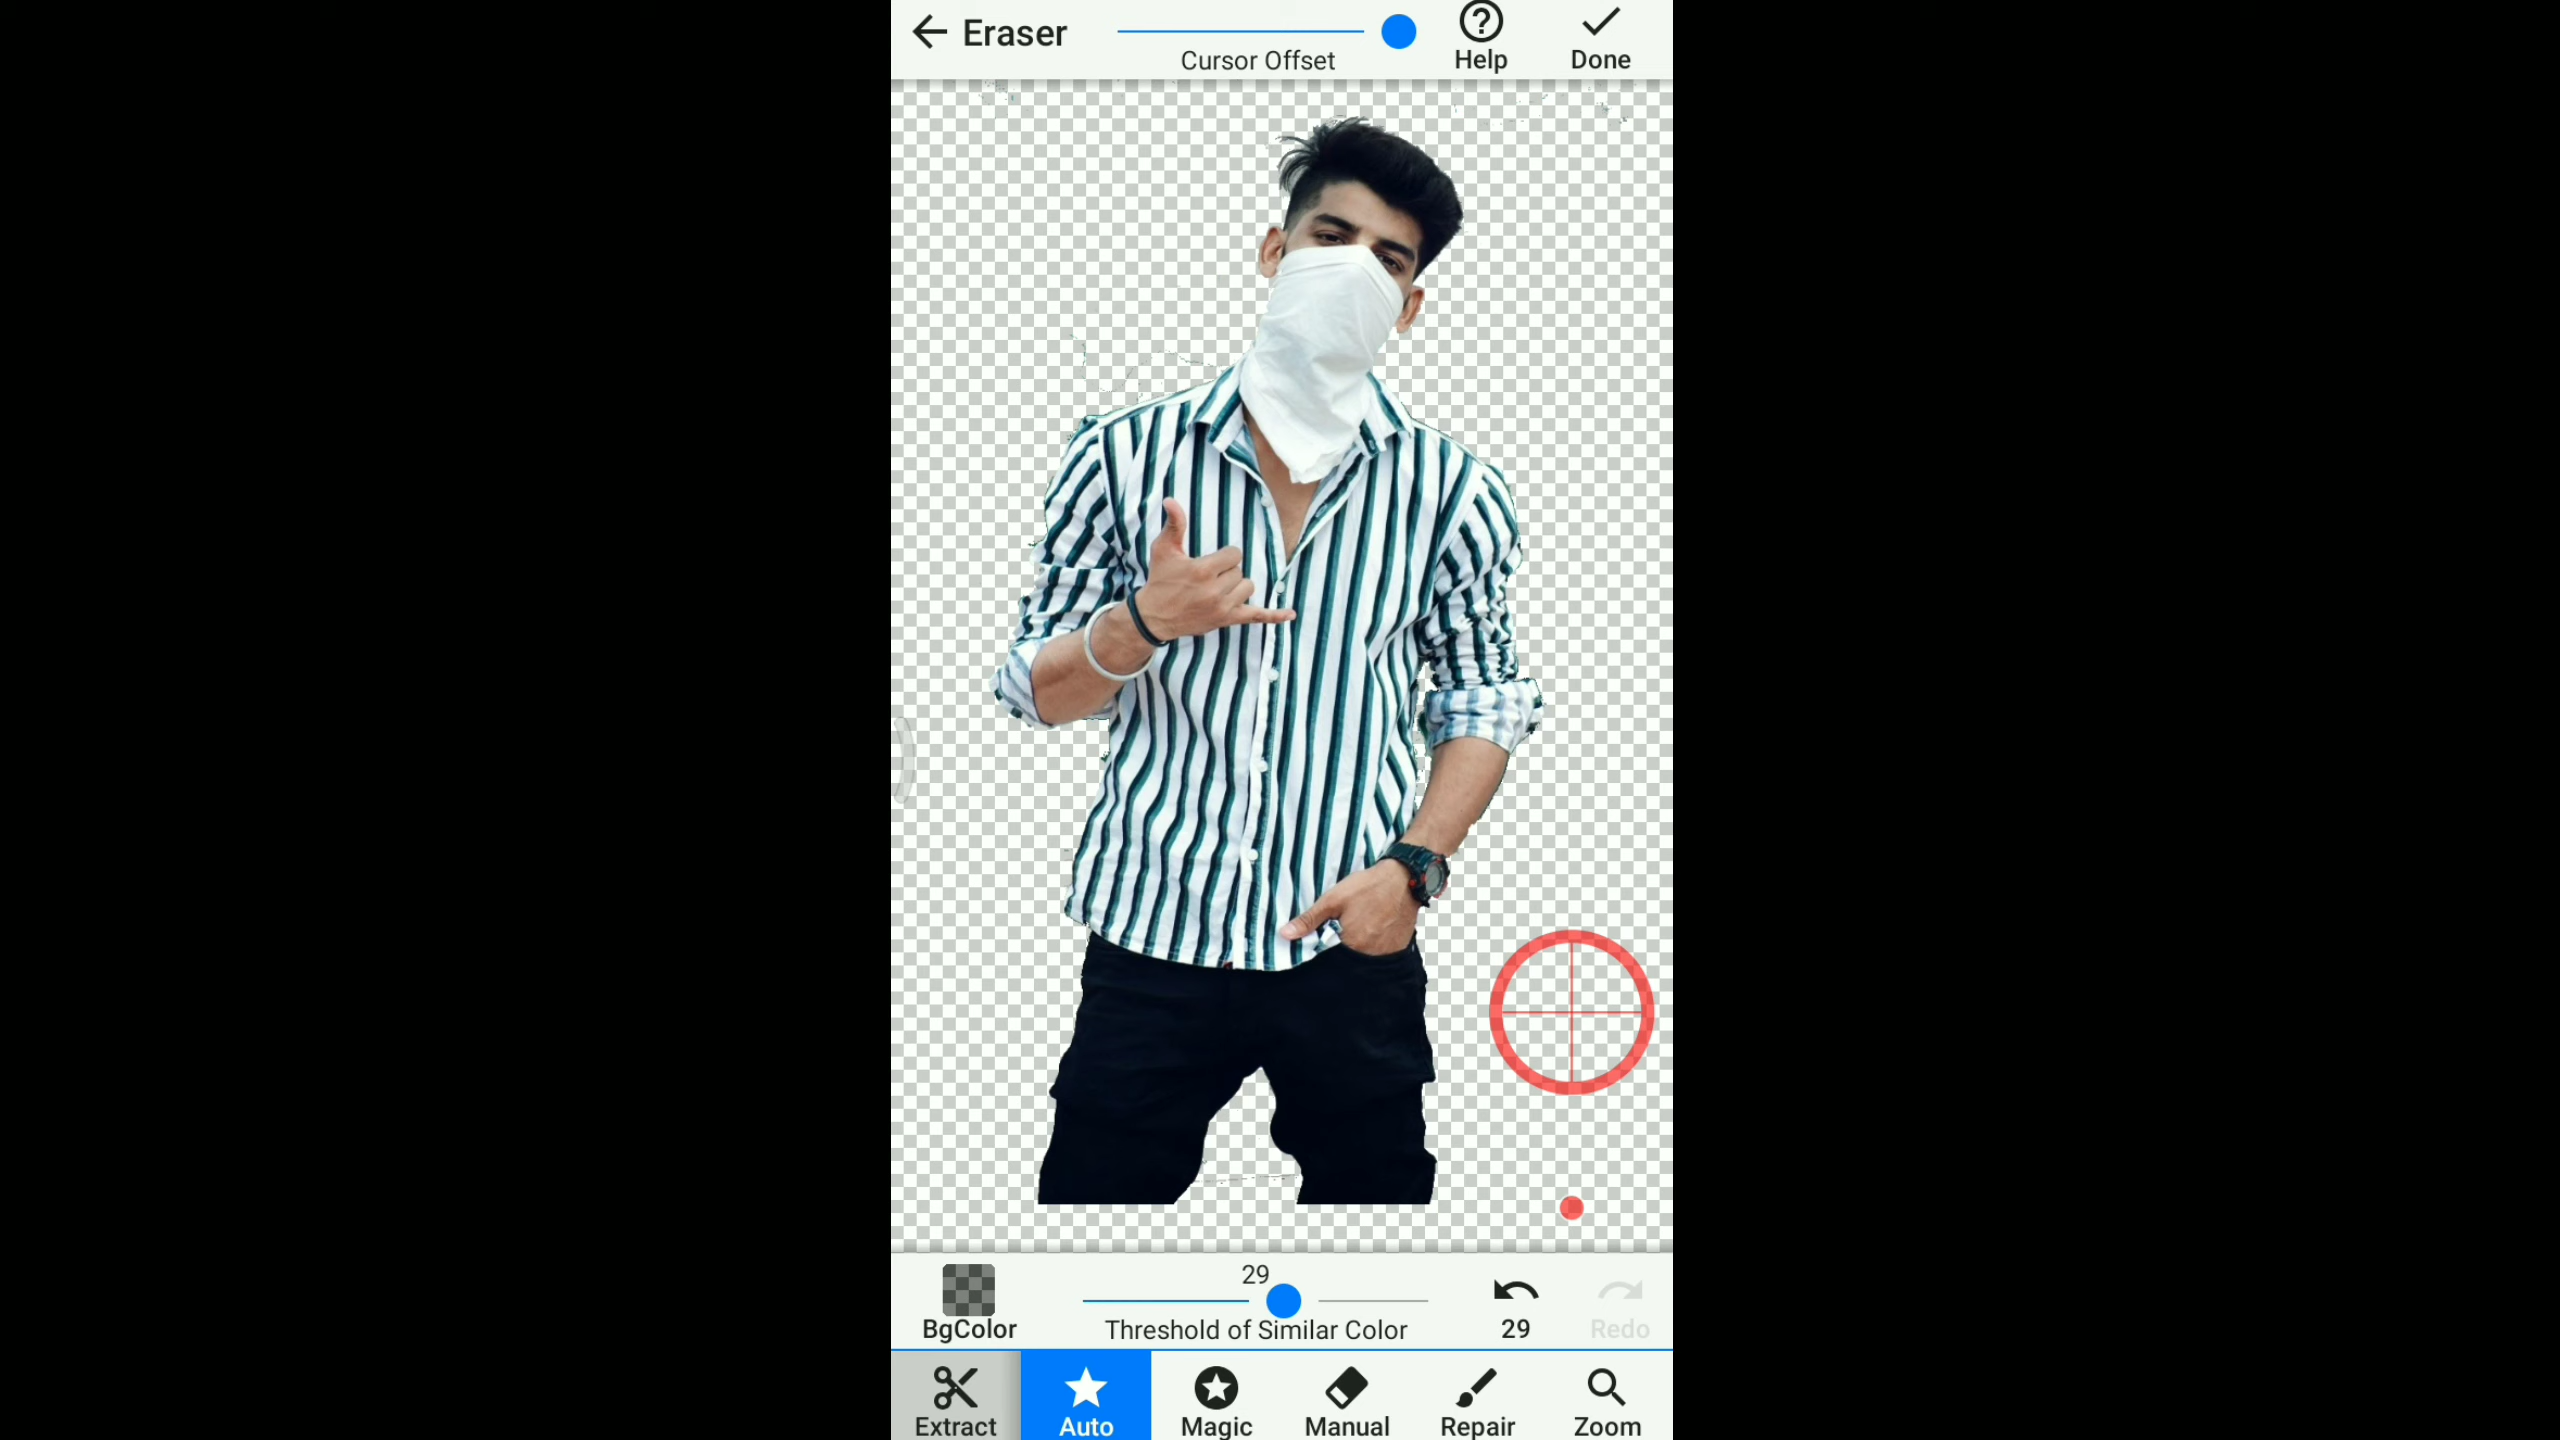 Eraser
Cursor Offset
Help
Done
29
BgColor
Threshold of Similar Color
29
Redo
Extract
Auto
Magic
Manual
Repair
Zoom